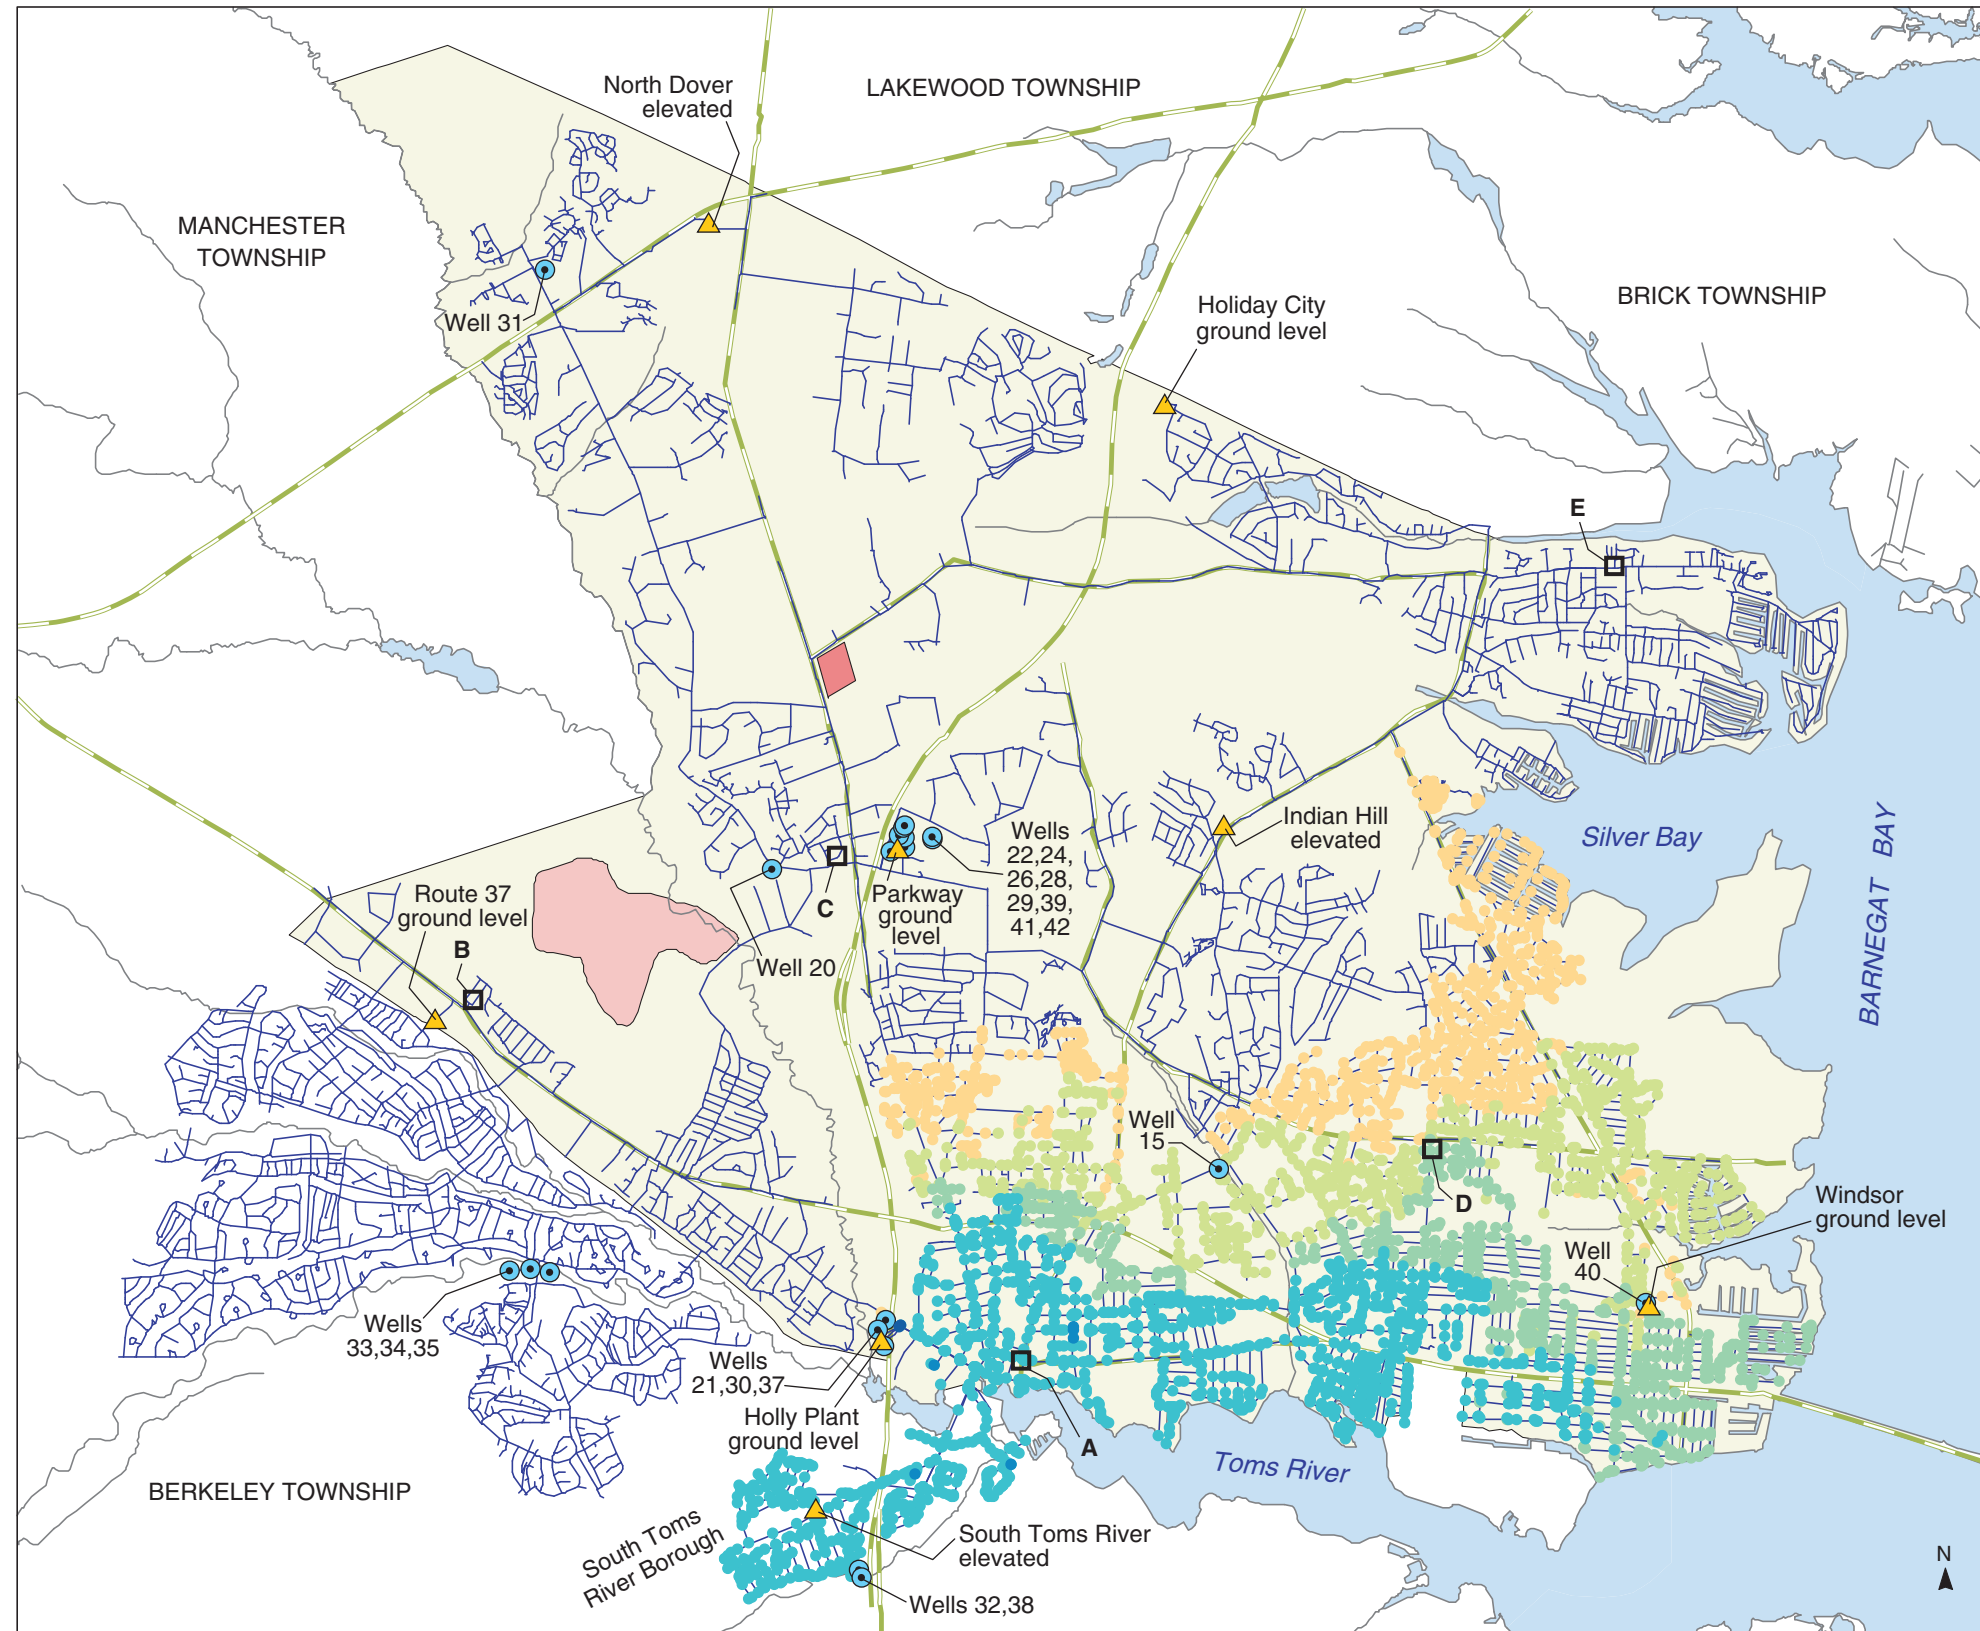 LAKEWOOD TOWNSHIP
North Dover
elevated
MANCHESTER
TOWNSHIP
Well 31
Holiday City
ground level
BRICK TOWNSHIP
E
Indian Hill
elevated
Silver Bay
BARNEGAT BAY
Wells
22,24,
26,28,
29,39,
41,42
Parkway
ground
level
C
Well 20
Route 37
ground level
B
Well
15
D
Windsor
ground level
Well
40
Wells
33,34,35
Wells
21,30,37
Holly Plant
ground level
A
Toms River
BERKELEY TOWNSHIP
South Toms
River Borough
South Toms River
elevated
Wells 32,38
N